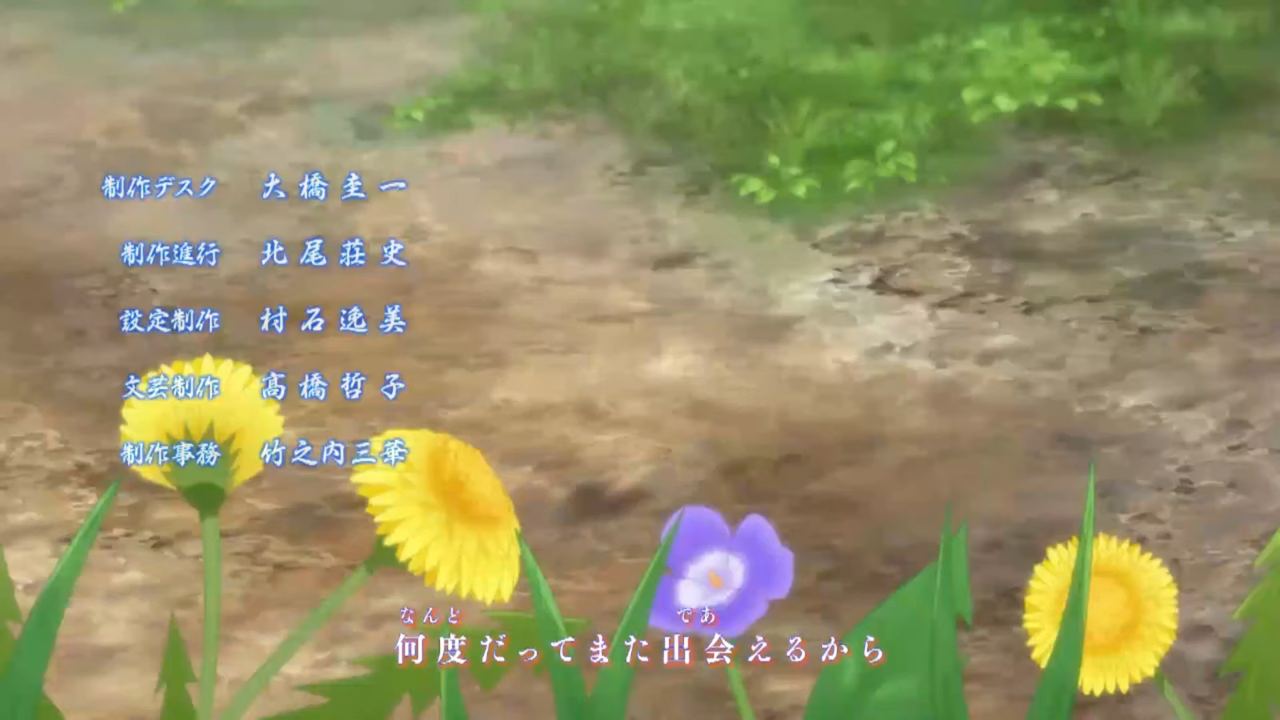 制作デスク　大橋圭一
制作進行　北尾荘史
設定制作　村石逸美
文芸制作　髙橋哲子
制作事務　竹之内三華
なんど　であ
何度だってまた出会えるから